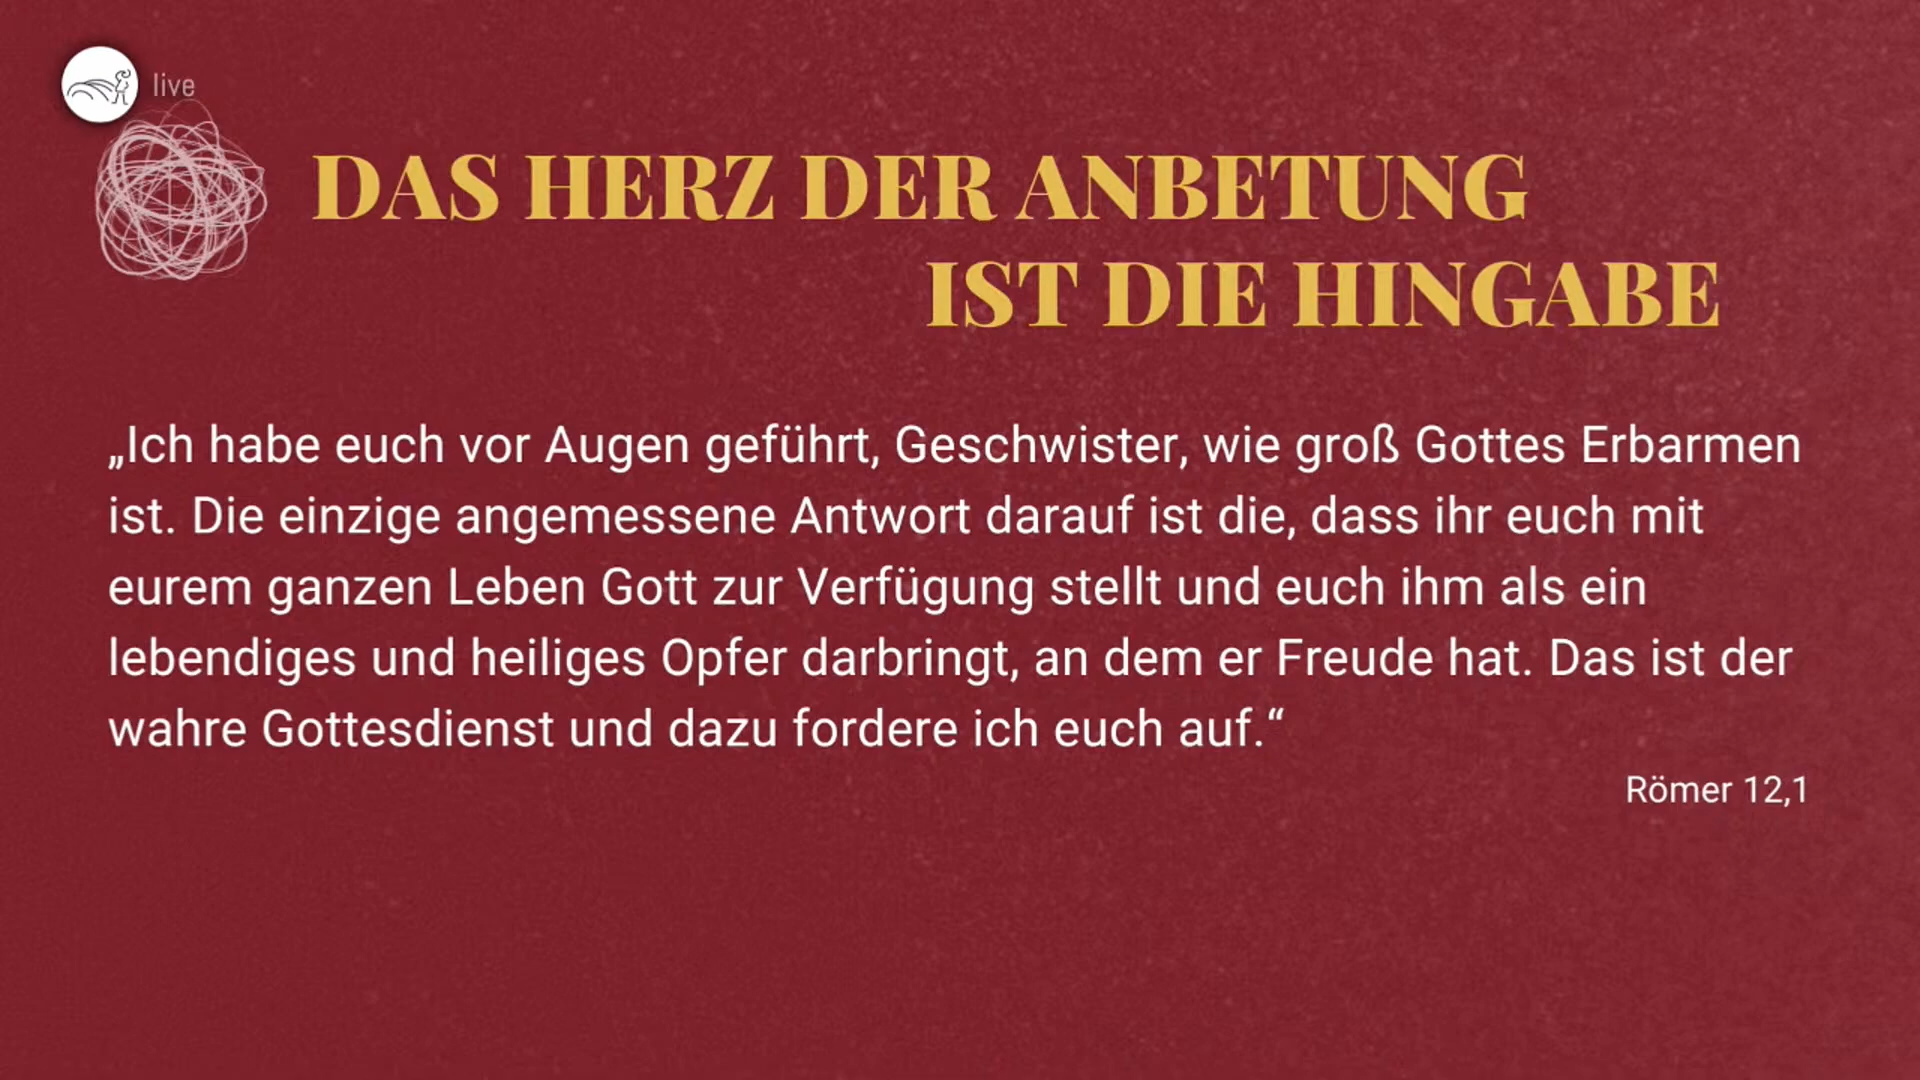 live
DAS HERZ DER ANBETUNG
IST DIE HINGABE
„Ich habe euch vor Augen geführt, Geschwister, wie groß Gottes Erbarmen
ist. Die einzige angemessene Antwort darauf ist die, dass ihr euch mit
eurem ganzen Leben Gott zur Verfügung stellt und euch ihm als ein
lebendiges und heiliges Opfer darbringt, an dem er Freude hat. Das ist der
wahre Gottesdienst und dazu fordere ich euch auf.“
Römer 12,1